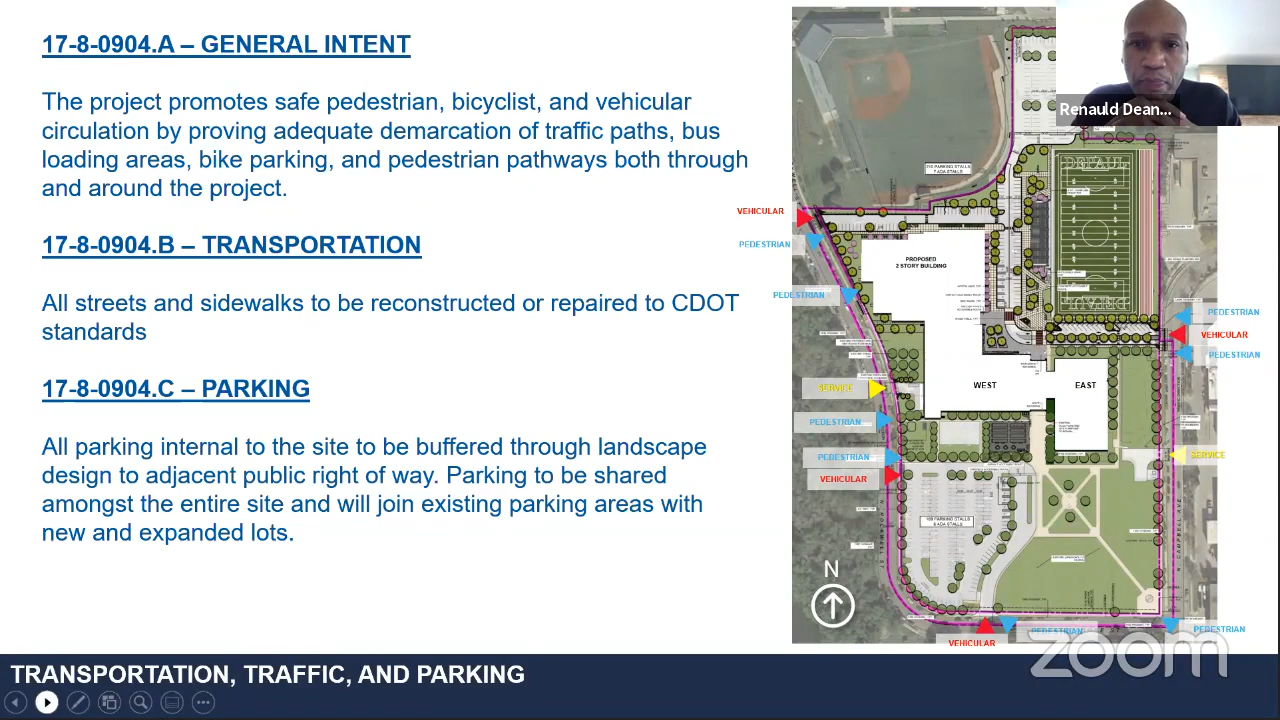 17-8-0904.A – GENERAL INTENT
The project promotes safe pedestrian, bicyclist, and vehicular
circulation by proving adequate demarcation of traffic paths, bus
loading areas, bike parking, and pedestrian pathways both through
and around the project.
17-8-0904.B – TRANSPORTATION
All streets and sidewalks to be reconstructed or repaired to CDOT
standards
17-8-0904.C – PARKING
All parking internal to the site to be buffered through landscape
design to adjacent public right of way. Parking to be shared
amongst the entire site and will join existing parking areas with
new and expanded lots.
Renauld Dean...
DEPAUL
7 ADA STALLS
VEHICULAR
PEDESTRIAN
PROPOSED
2 STORY BUILDING
PEDESTRIAN
PEDESTRIAN
VEHICULAR
PEDESTRIAN
SERVICE
WEST
EAST
PEDESTRIAN
PEDESTRIAN
SERVICE
VEHICULAR
N CAMPBELL AVE
N
PEDESTRIAN
PEDESTRIAN
VEHICULAR
zoom
TRANSPORTATION, TRAFFIC, AND PARKING